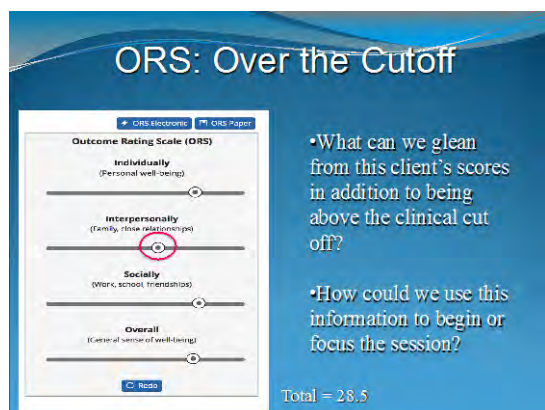 ORS: Over the Cutoff
ORS Electronic ORS Paper
Outcome Rating Scale (ORS)
Individually
(Personal well-being)
Interpersonally
(Family, close relationships)
Socially
(Work, school, friendships)
Overall
(General sense of well-being)
Redo
•What can we glean
from this client's scores
in addition to being
above the clinical cut
off?
•How could we use this
information to begin or
focus the session?
Total = 28.5